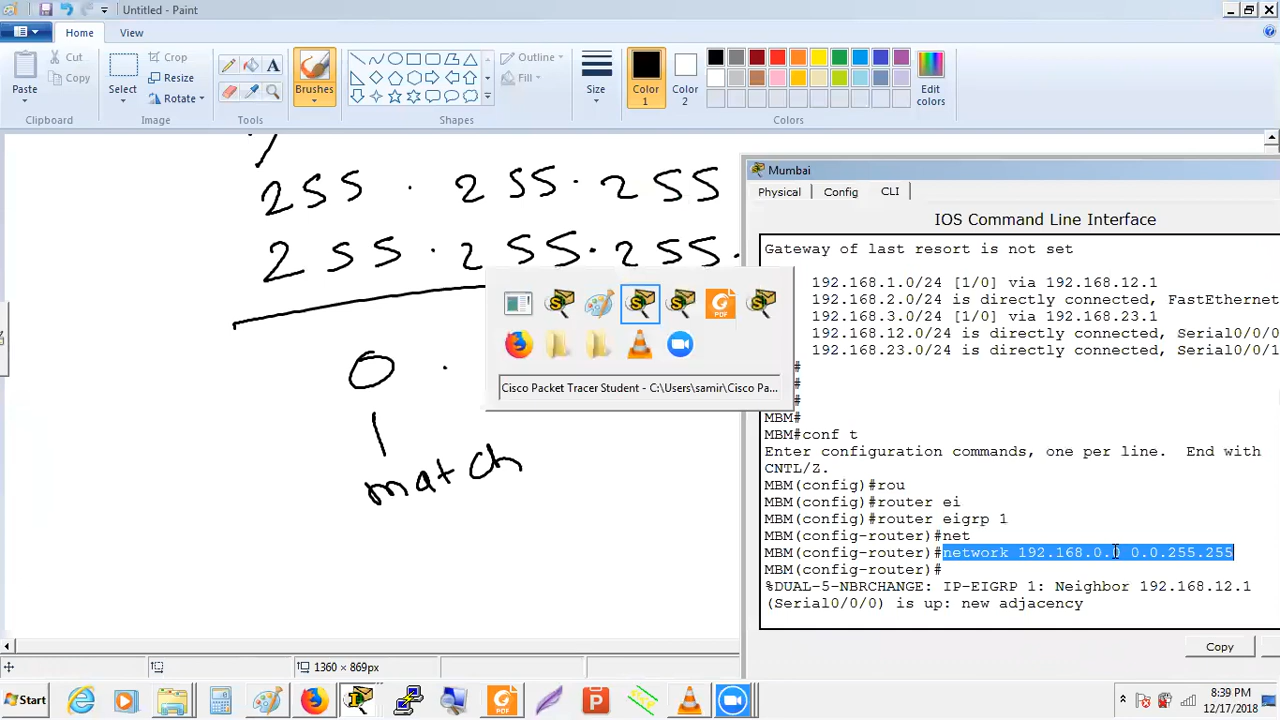 Untitled - Paint
Home
View
Paste
Cut
Copy
Clipboard
Select
Crop
Resize
Rotate
Image
Tools
Brushes
Shapes
Outline
Fill
Size
Color 1
Color 2
Edit colors
Colors
255 . 255 . 255
255 . 255 . 255 .
0 .
match
Cisco Packet Tracer Student - C:\Users\samir\Cisco Pa...
Mumbai
Physical
Config
CLI
IOS Command Line Interface
Gateway of last resort is not set
192.168.1.0/24 [1/0] via 192.168.12.1
192.168.2.0/24 is directly connected, FastEthernet
192.168.3.0/24 [1/0] via 192.168.23.1
192.168.12.0/24 is directly connected, Serial0/0/0
192.168.23.0/24 is directly connected, Serial0/0/1
#
#
#
MBM#
MBM#conf t
Enter configuration commands, one per line.  End with
CNTL/Z.
MBM(config)#rou
MBM(config)#router ei
MBM(config)#router eigrp 1
MBM(config-router)#net
MBM(config-router)#network 192.168.0.0 0.0.255.255
MBM(config-router)#
%DUAL-5-NBRCHANGE: IP-EIGRP 1: Neighbor 192.168.12.1
(Serial0/0/0) is up: new adjacency
Copy
1360 × 869px
Start
8:39 PM
12/17/2018